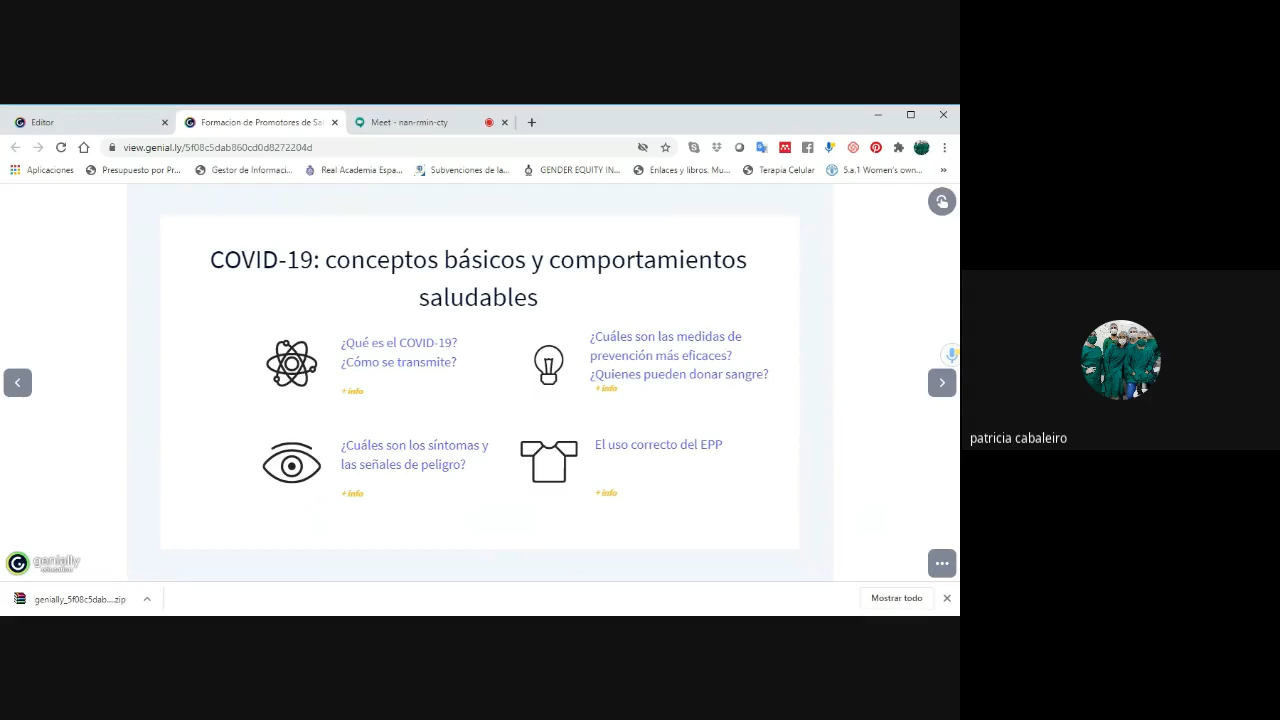 Editor
Formacion de Promotores de Sa
Meet - nan-rmin-cty
view.genial.ly/5f08c5dab860cd0d8272204d
Aplicaciones
Presupuesto por Pr...
Gestor de Informaci...
Real Academia Espa...
Subvenciones de la...
GENDER EQUITY IN...
Enlaces y libros. Mu...
Terapia Celular
5.a.1 Women's own...
»
COVID-19: conceptos básicos y comportamientos
saludables
¿Qué es el COVID-19?
¿Cómo se transmite?
+ info
¿Cuáles son las medidas de
prevención más eficaces?
¿Quienes pueden donar sangre?
+ info
¿Cuáles son los síntomas y
las señales de peligro?
+ info
El uso correcto del EPP
+ info
patricia cabaleiro
genially
genially_5f08c5dab....zip
Mostrar todo